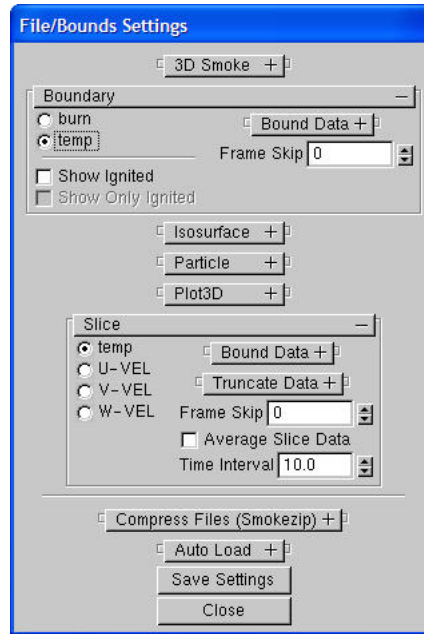 File/Bounds Settings
3D Smoke +
Boundary −
burn
temp
Bound Data +
Frame Skip 0
Show Ignited
Show Only Ignited
Isosurface +
Particle +
Plot3D +
Slice −
temp
U-VEL
V-VEL
W-VEL
Bound Data +
Truncate Data +
Frame Skip 0
Average Slice Data
Time Interval 10.0
Compress Files (Smokezip) +
Auto Load +
Save Settings
Close